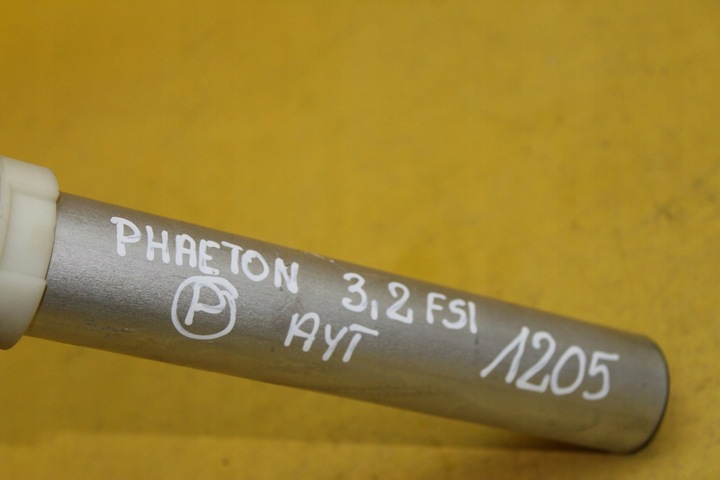 PHAETON 3,2 FSI
P AYT 1205